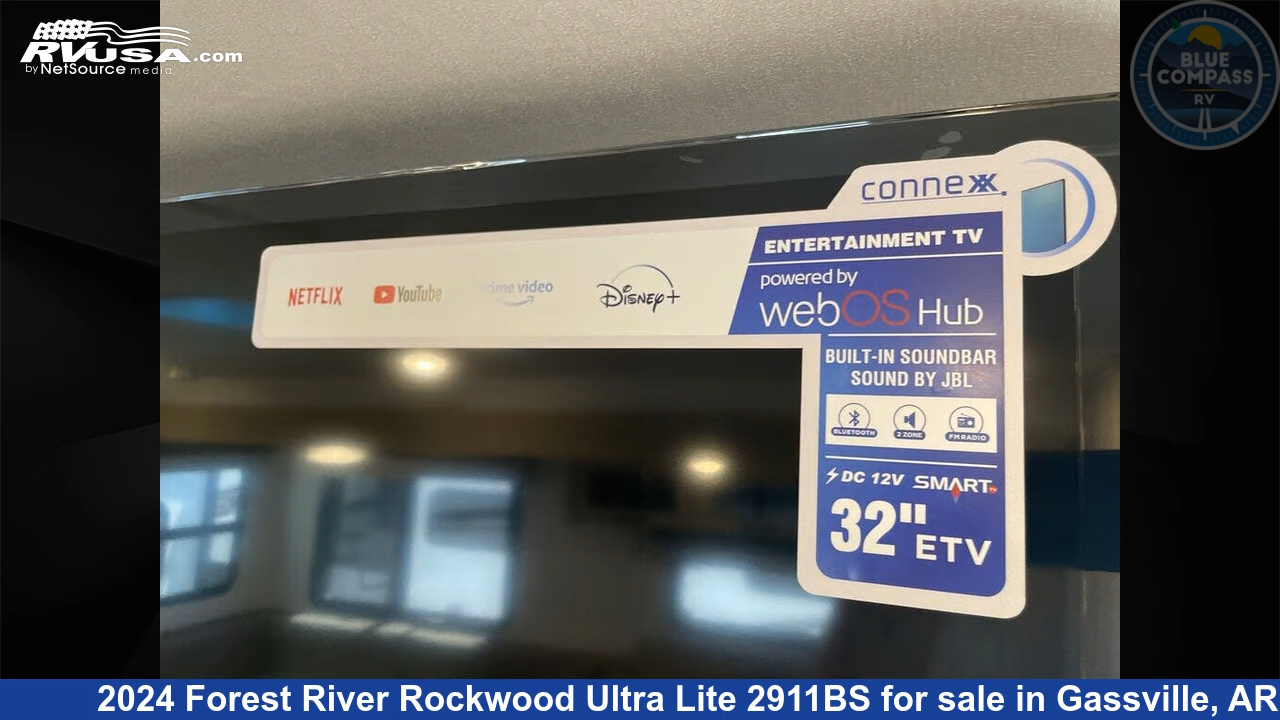 RVUSA.com
by NetSource media
BLUE
COMPASS
RV
connexx
ENTERTAINMENT TV
powered by
webOS Hub
NETFLIX
YouTube
prime video
Disney+
BUILT-IN SOUNDBAR
SOUND BY JBL
BLUETOOTH
2 ZONE
FM RADIO
DC 12V SMART
32" ETV
2024 Forest River Rockwood Ultra Lite 2911BS for sale in Gassville, AR